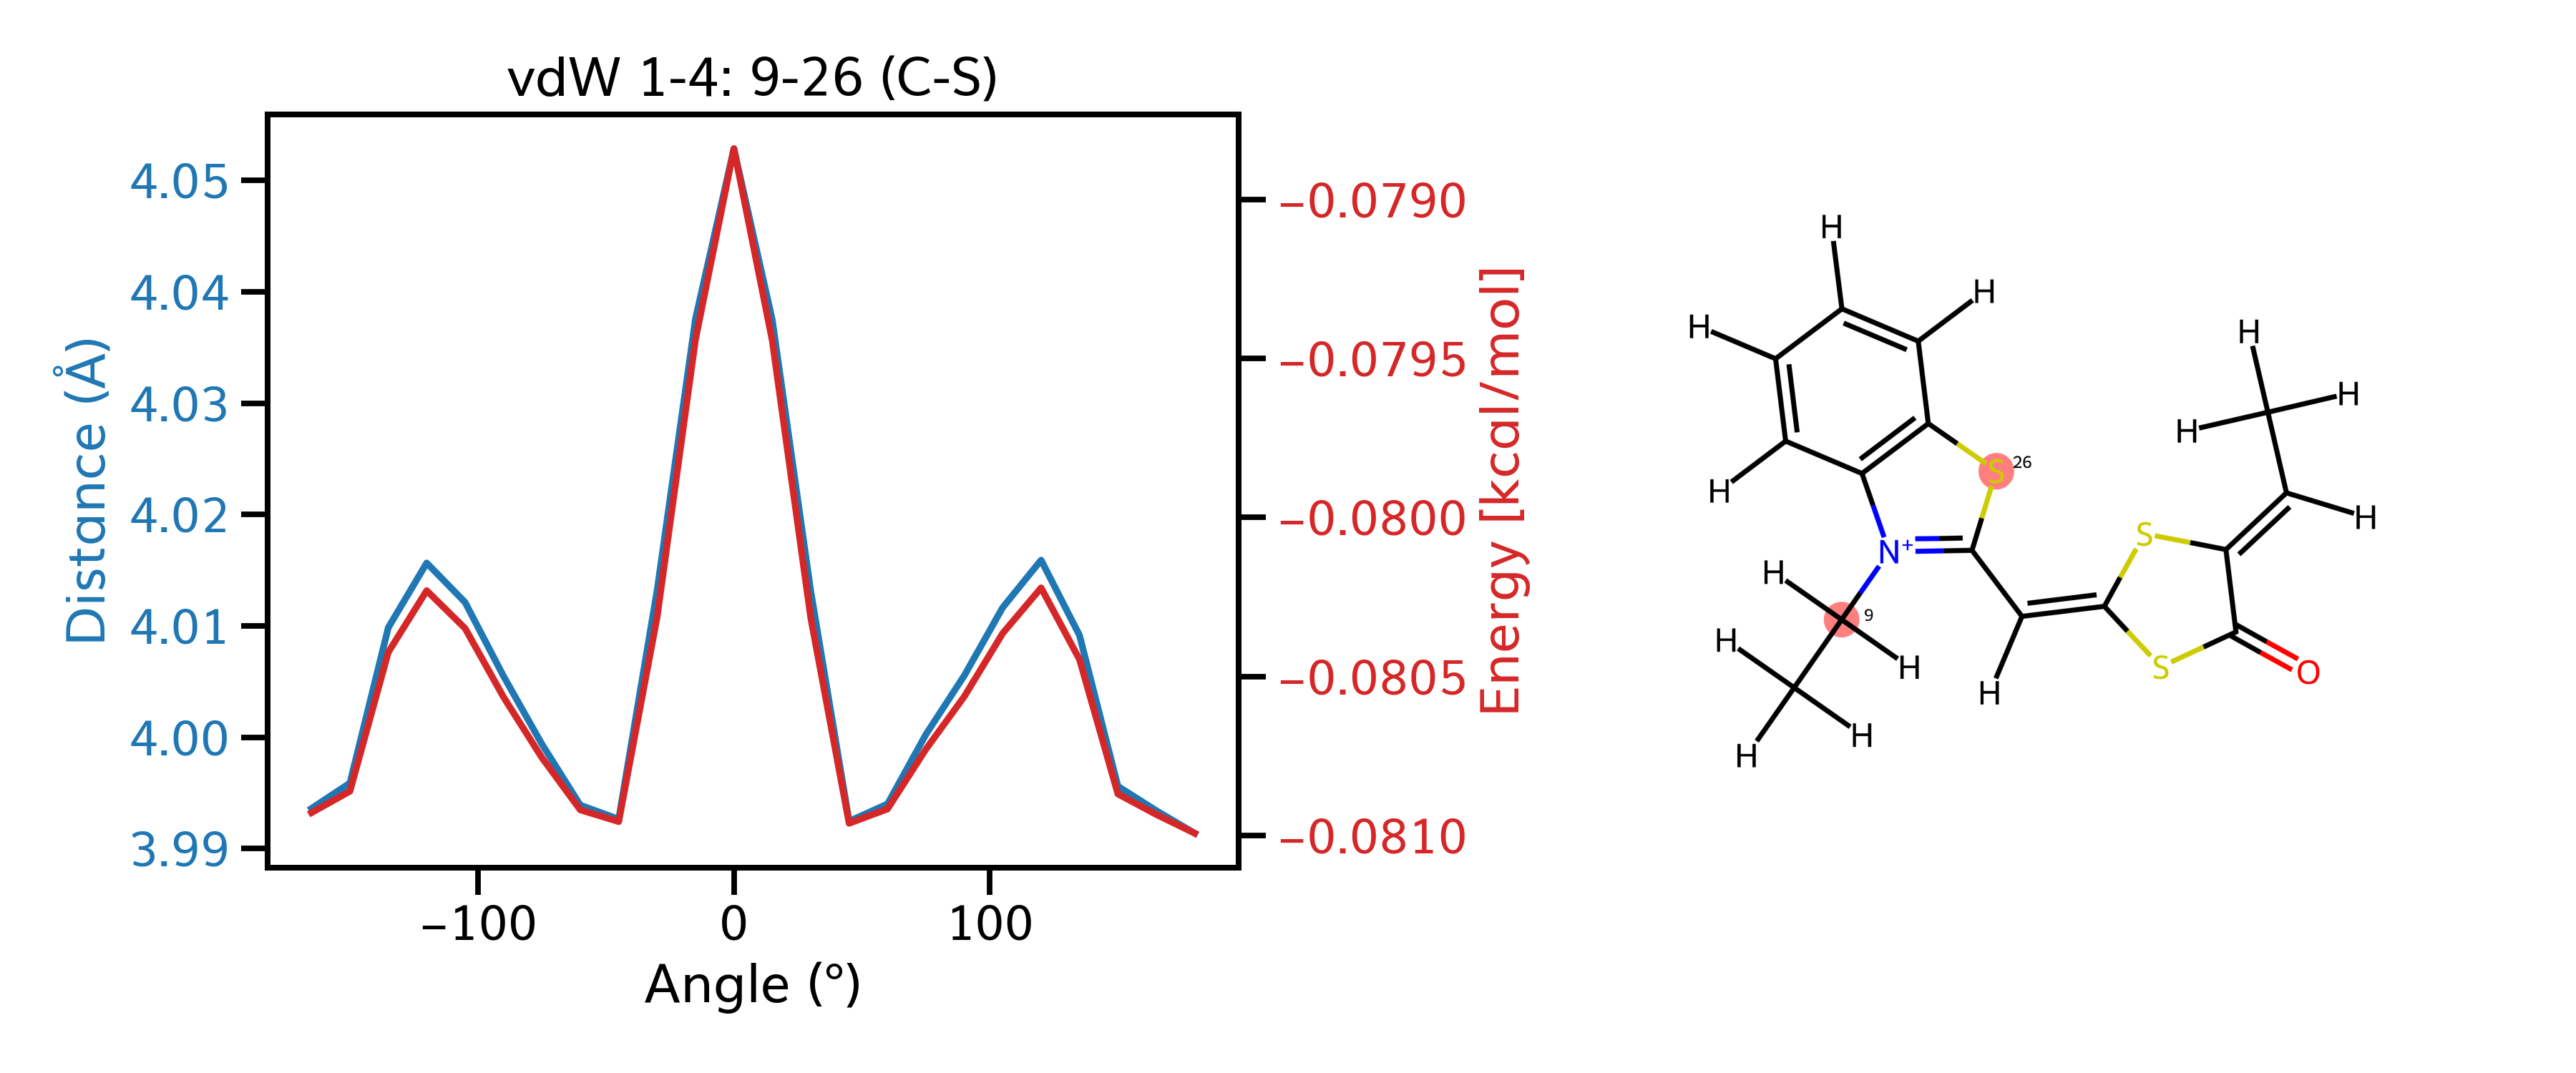 vdW 1-4: 9-26 (C-S)
Distance (Å)
4.05
4.04
4.03
4.02
4.01
4.00
3.99
−0.0790
−0.0795
−0.0800
−0.0805
−0.0810
Energy [kcal/mol]
−100 0 100
Angle (°)
H
H
H
H
H
H
H
S 26
H
H
S
N+
H
9
H
H
S
O
H
H
H